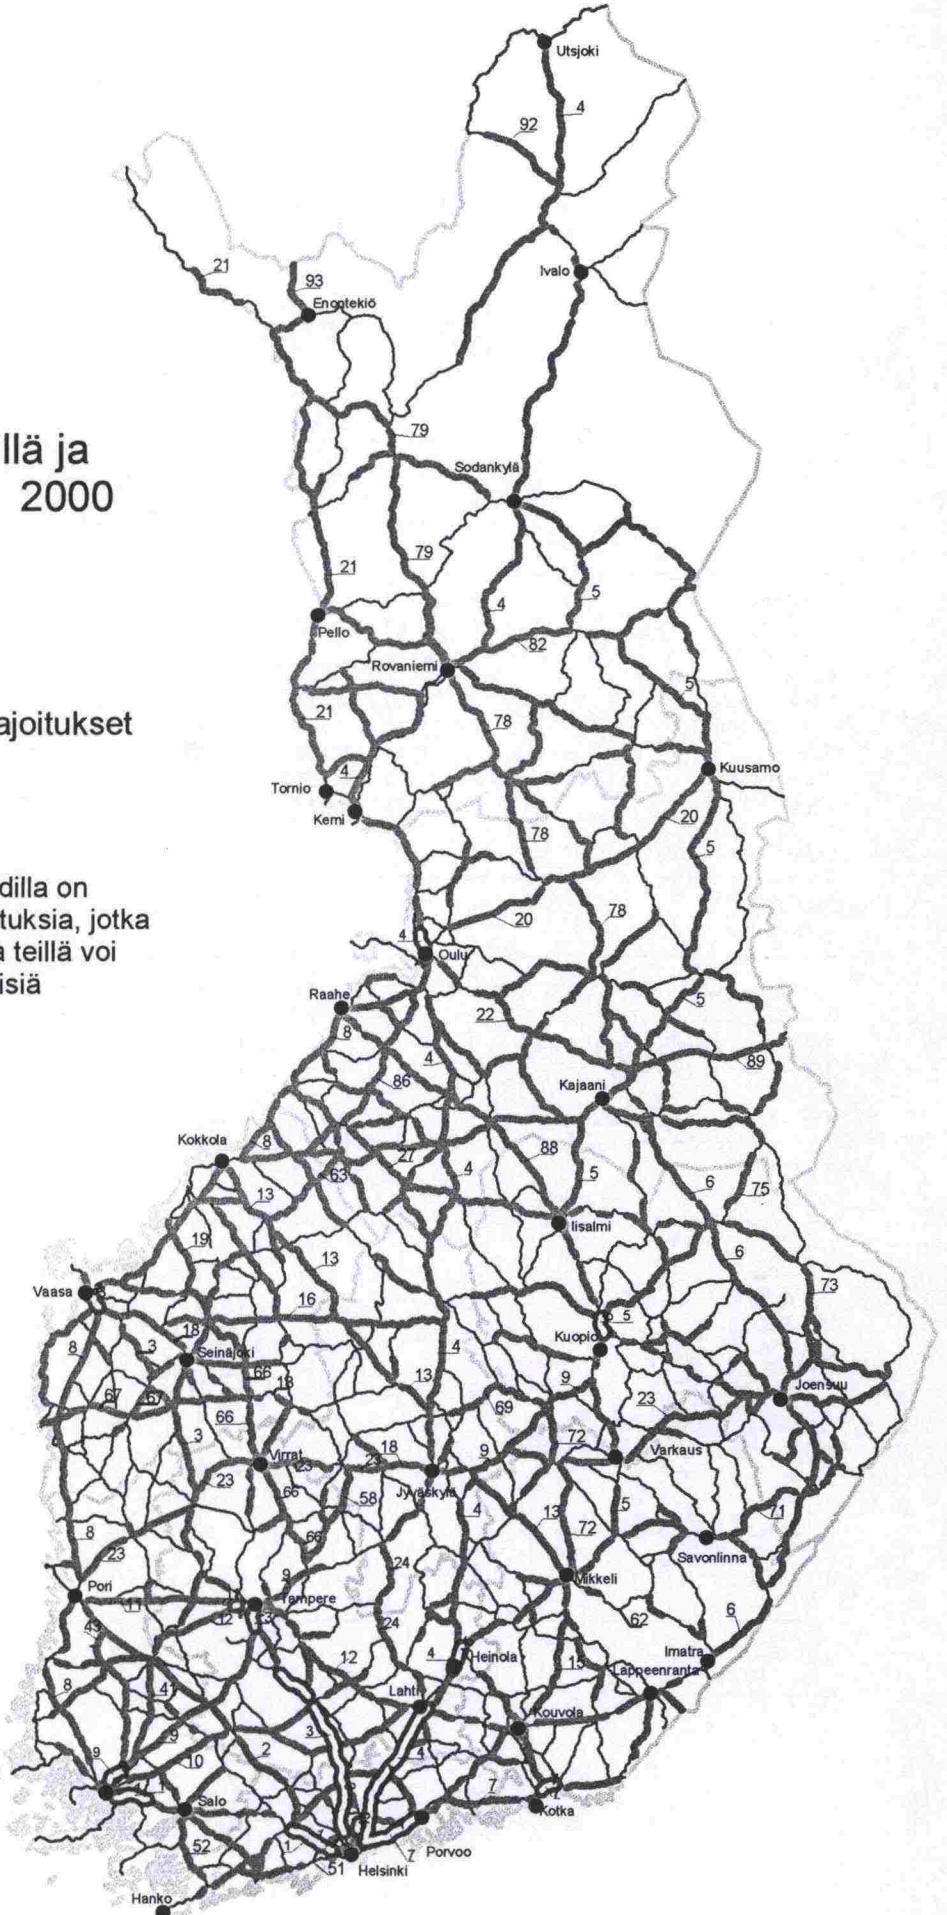 Utsjoki
4
92
Ivalo
21
93
Enontekiö
79
llä ja
2000
Sodankylä
79
21
4
5
Pello
82
Rovaniemi
5
ajoitukset
21
78
4
Kuusamo
Tornio
Kemi
20
78
5
dilla on
tuksia, jotka
a teillä voi
isiä
20
78
4
Oulu
Raahe
5
22
8
4
89
86
Kajaani
Kokkola
8
27
88
63
4
5
6
75
13
Iisalmi
19
13
6
73
Vaasa
16
5
18
Kuopio
8
3
Seinäjoki
4
66
18
13
9
Joensuu
67
67
69
23
66
3
18
72
Varkaus
Virrat
23
23
9
23
Jyväskylä
66
58
4
13
5
71
8
72
23
66
Savonlinna
24
9
Mikkeli
Pori
11
Tampere
62
6
12
3
43
24
12
4
Heinola
15
Imatra
Lappeenranta
8
41
Lahti
Kouvola
9
3
10
2
4
9
1
7
7
Salo
Kotka
52
1
7
Porvoo
51
Helsinki
Hanko